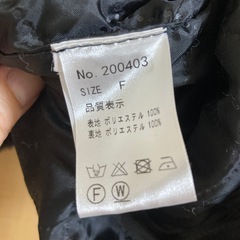 No. 200403
SIZE F
品質表示
表地 ポリエステル 100%
裏地 ポリエステル 100%
F W